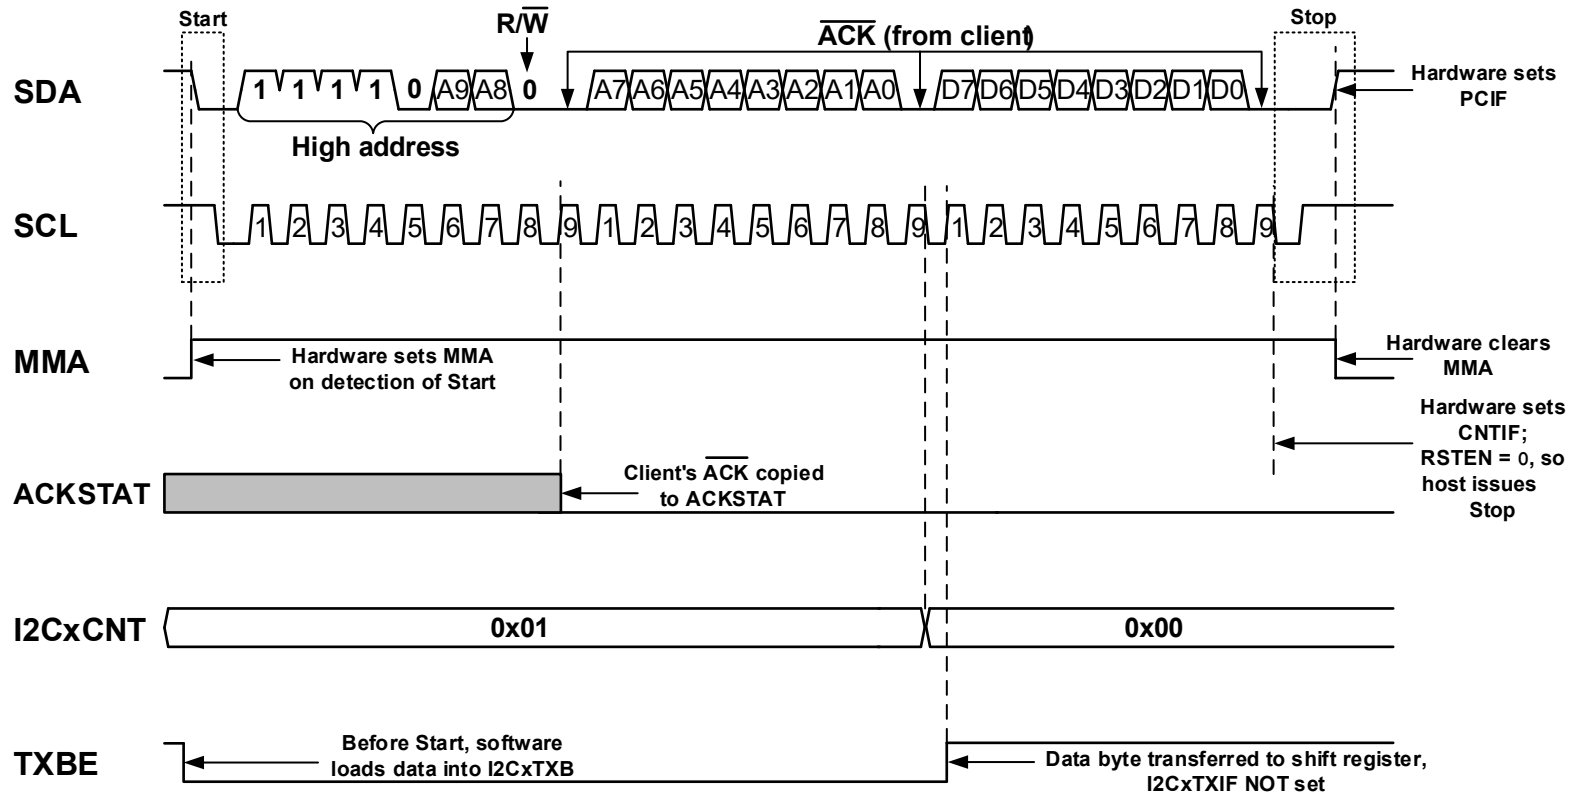 Start
R/W
ACK (from client)
Stop
SDA
1 1 1 1 0 A9 A8 0 A7 A6 A5 A4 A3 A2 A1 A0 D7 D6 D5 D4 D3 D2 D1 D0
Hardware sets
PCIF
High address
SCL
1 2 3 4 5 6 7 8 9 1 2 3 4 5 6 7 8 9 1 2 3 4 5 6 7 8 9
MMA
Hardware sets MMA
on detection of Start
Hardware clears
MMA
Hardware sets
CNTIF;
RSTEN = 0, so
host issues
Stop
ACKSTAT
Client's ACK copied
to ACKSTAT
I2CxCNT
0x01
0x00
TXBE
Before Start, software
loads data into I2CxTXB
Data byte transferred to shift register,
I2CxTXIF NOT set